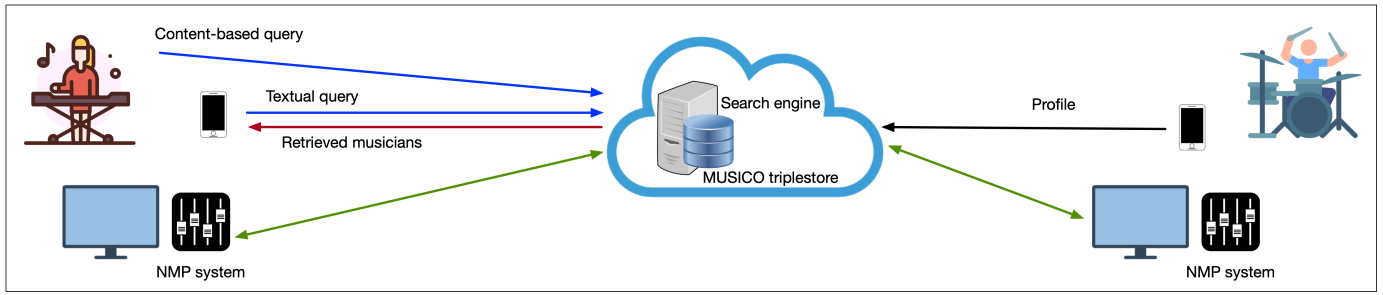 Content-based query
Textual query
Retrieved musicians
NMP system
Search engine
MUSICO triplestore
Profile
NMP system